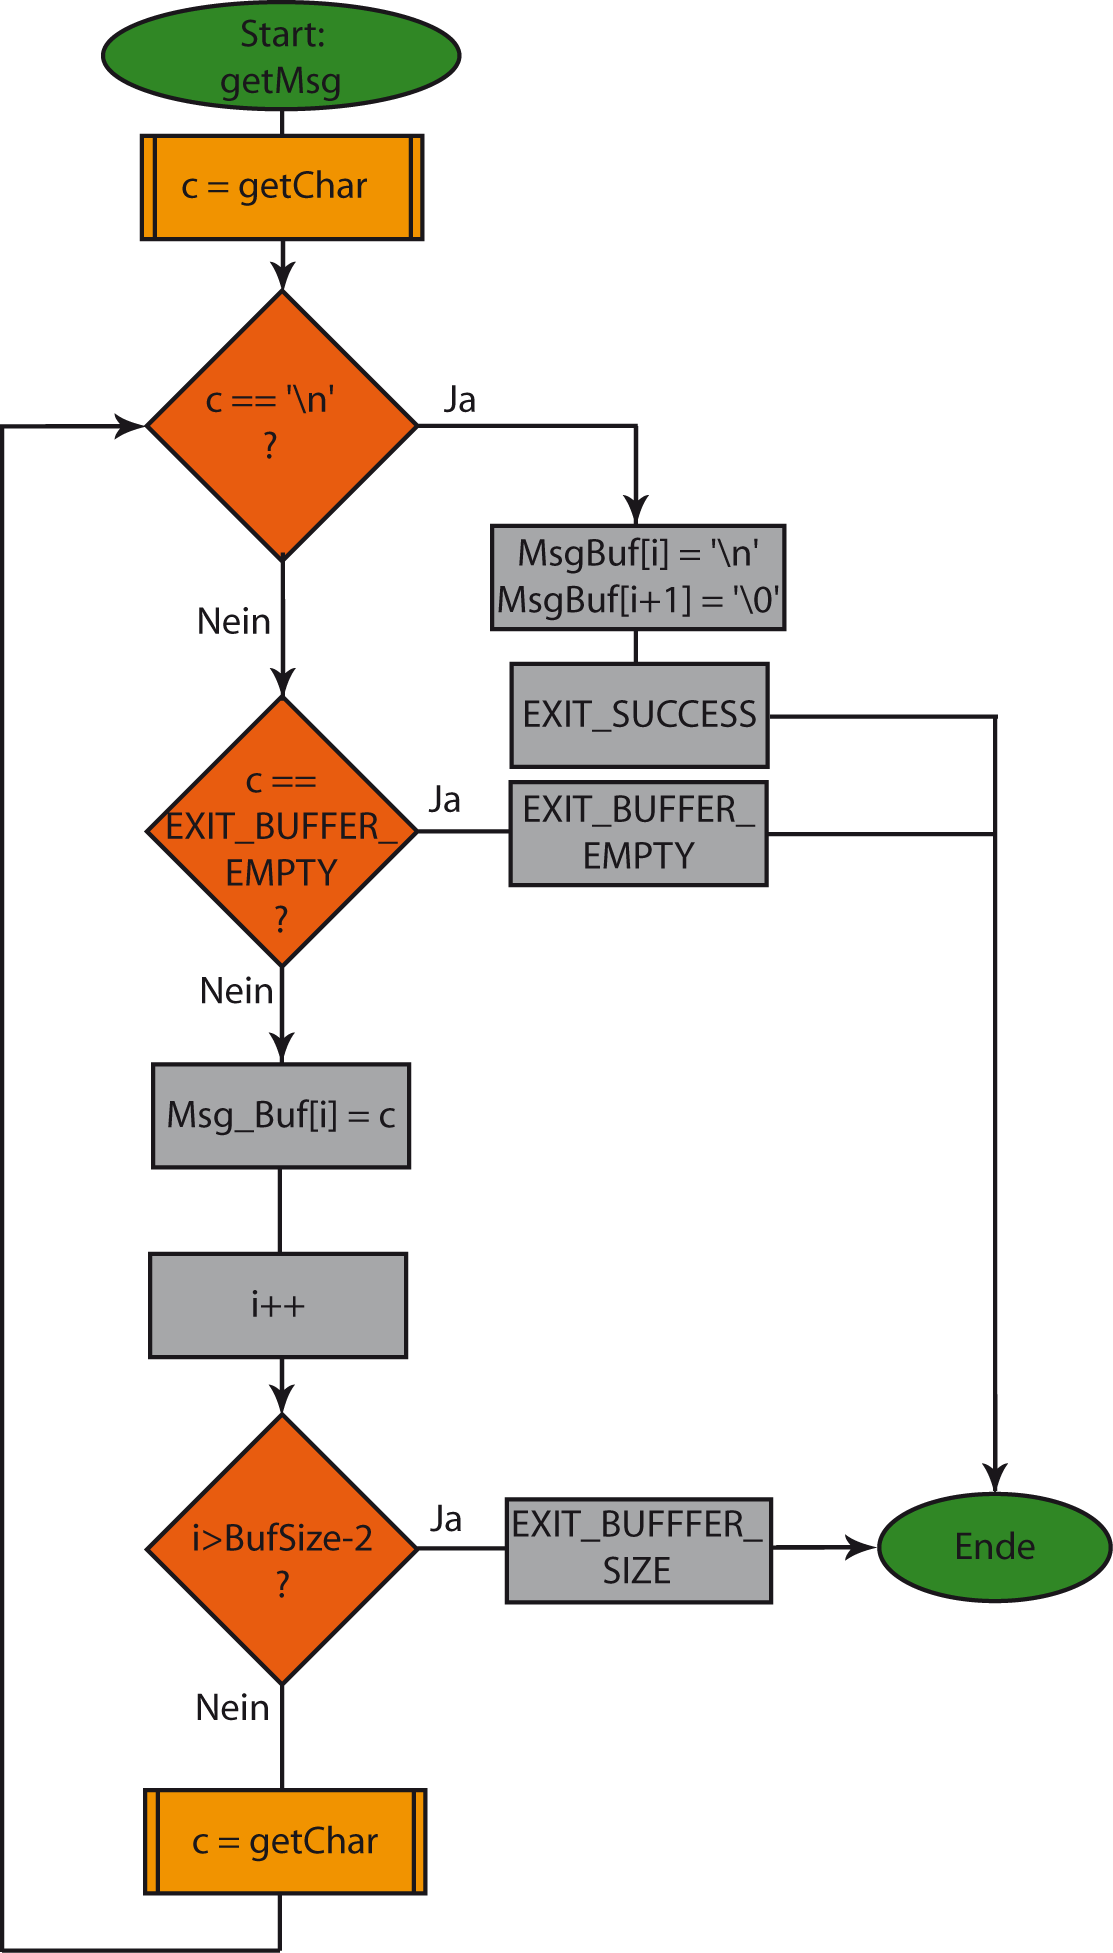 Start:
getMsg
c = getChar
c == '\n'
?
Ja
MsgBuf[i] = '\n'
MsgBuf[i+1] = '\0'
Nein
EXIT_SUCCESS
c ==
EXIT_BUFFER_
EMPTY
?
Ja
EXIT_BUFFER_
EMPTY
Nein
Msg_Buf[i] = c
i++
i>BufSize-2
?
Ja
EXIT_BUFFFER_
SIZE
Ende
Nein
c = getChar